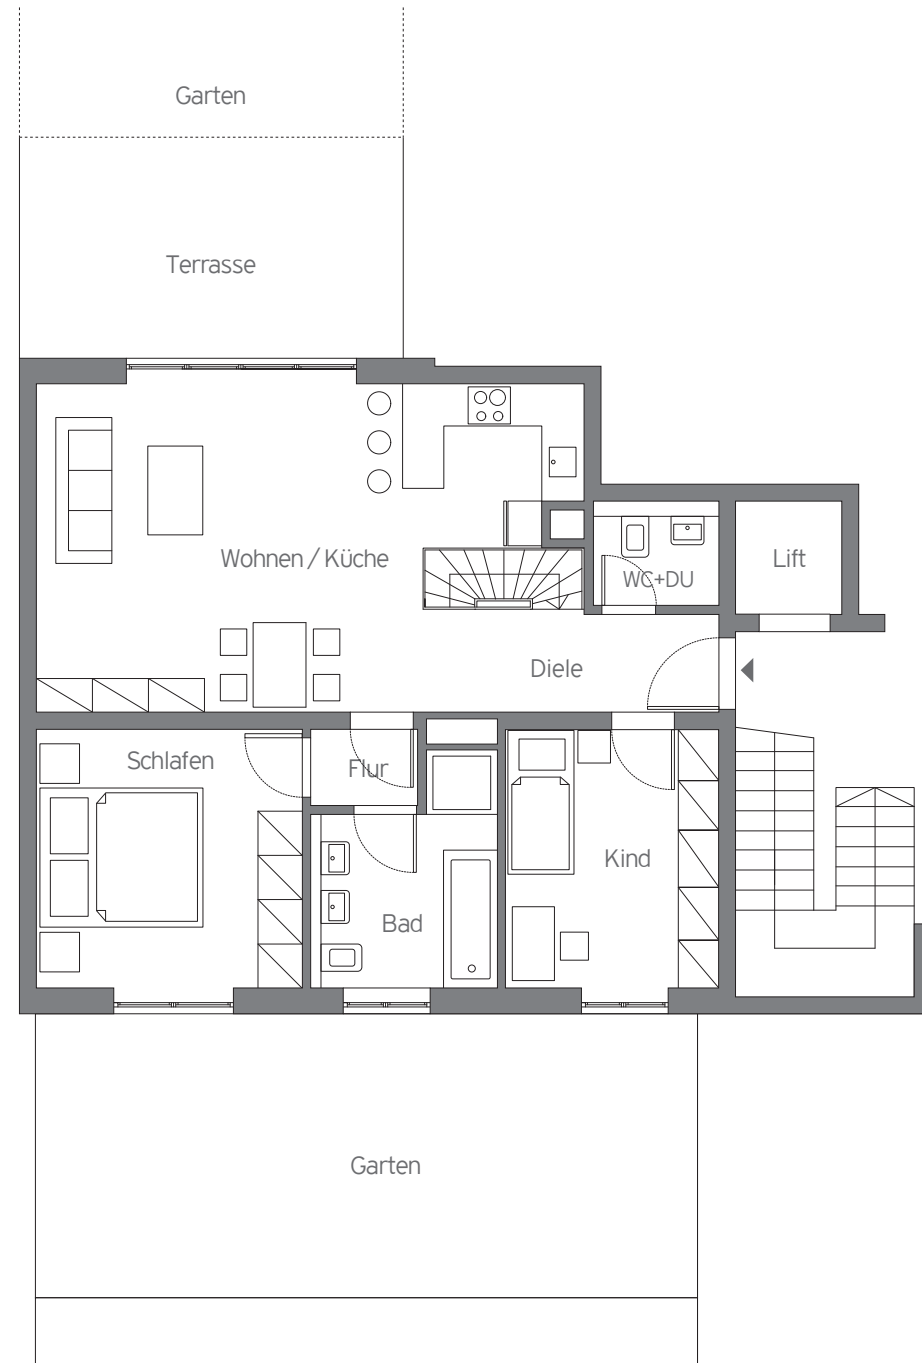 Garten
Terrasse
Wohnen / Küche
WC+DU
Lift
Diele
Schlafen
Flur
Kind
Bad
Garten